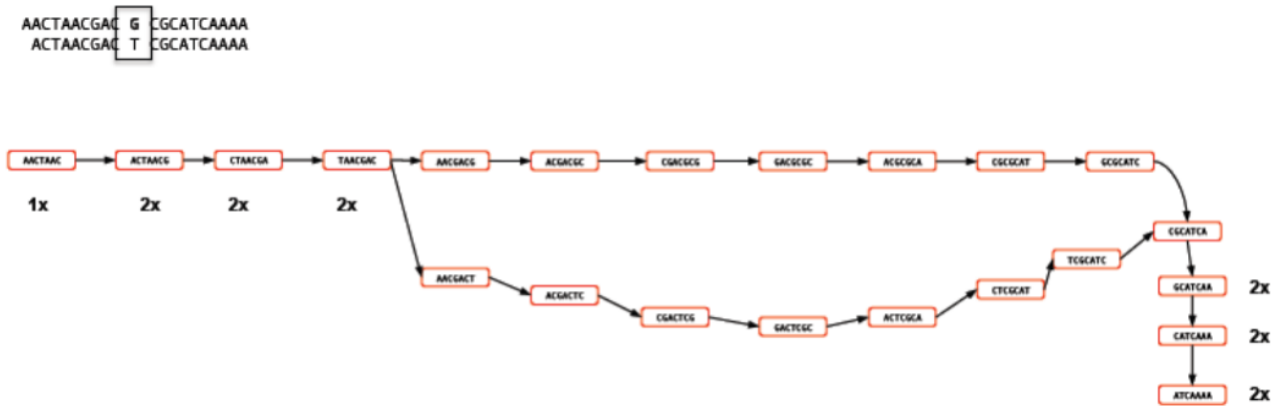 AACTAACGAC G CGCATCAAAA
ACTAACGAC T CGCATCAAAA
AACTAAC ACTAACG CTAACGA TAACGAC AACGACG ACGACGC CGACGCG GACGCGC ACGCGCA CGCGCAT GCGCATC
1x 2x 2x 2x
CGCATCA
TCGCATC
AACGACT ACGACTC CGACTCG GACTCGC ACTCGCA CTCGCAT
GCATCAA 2x
CATCAAA 2x
ATCAAAA 2x